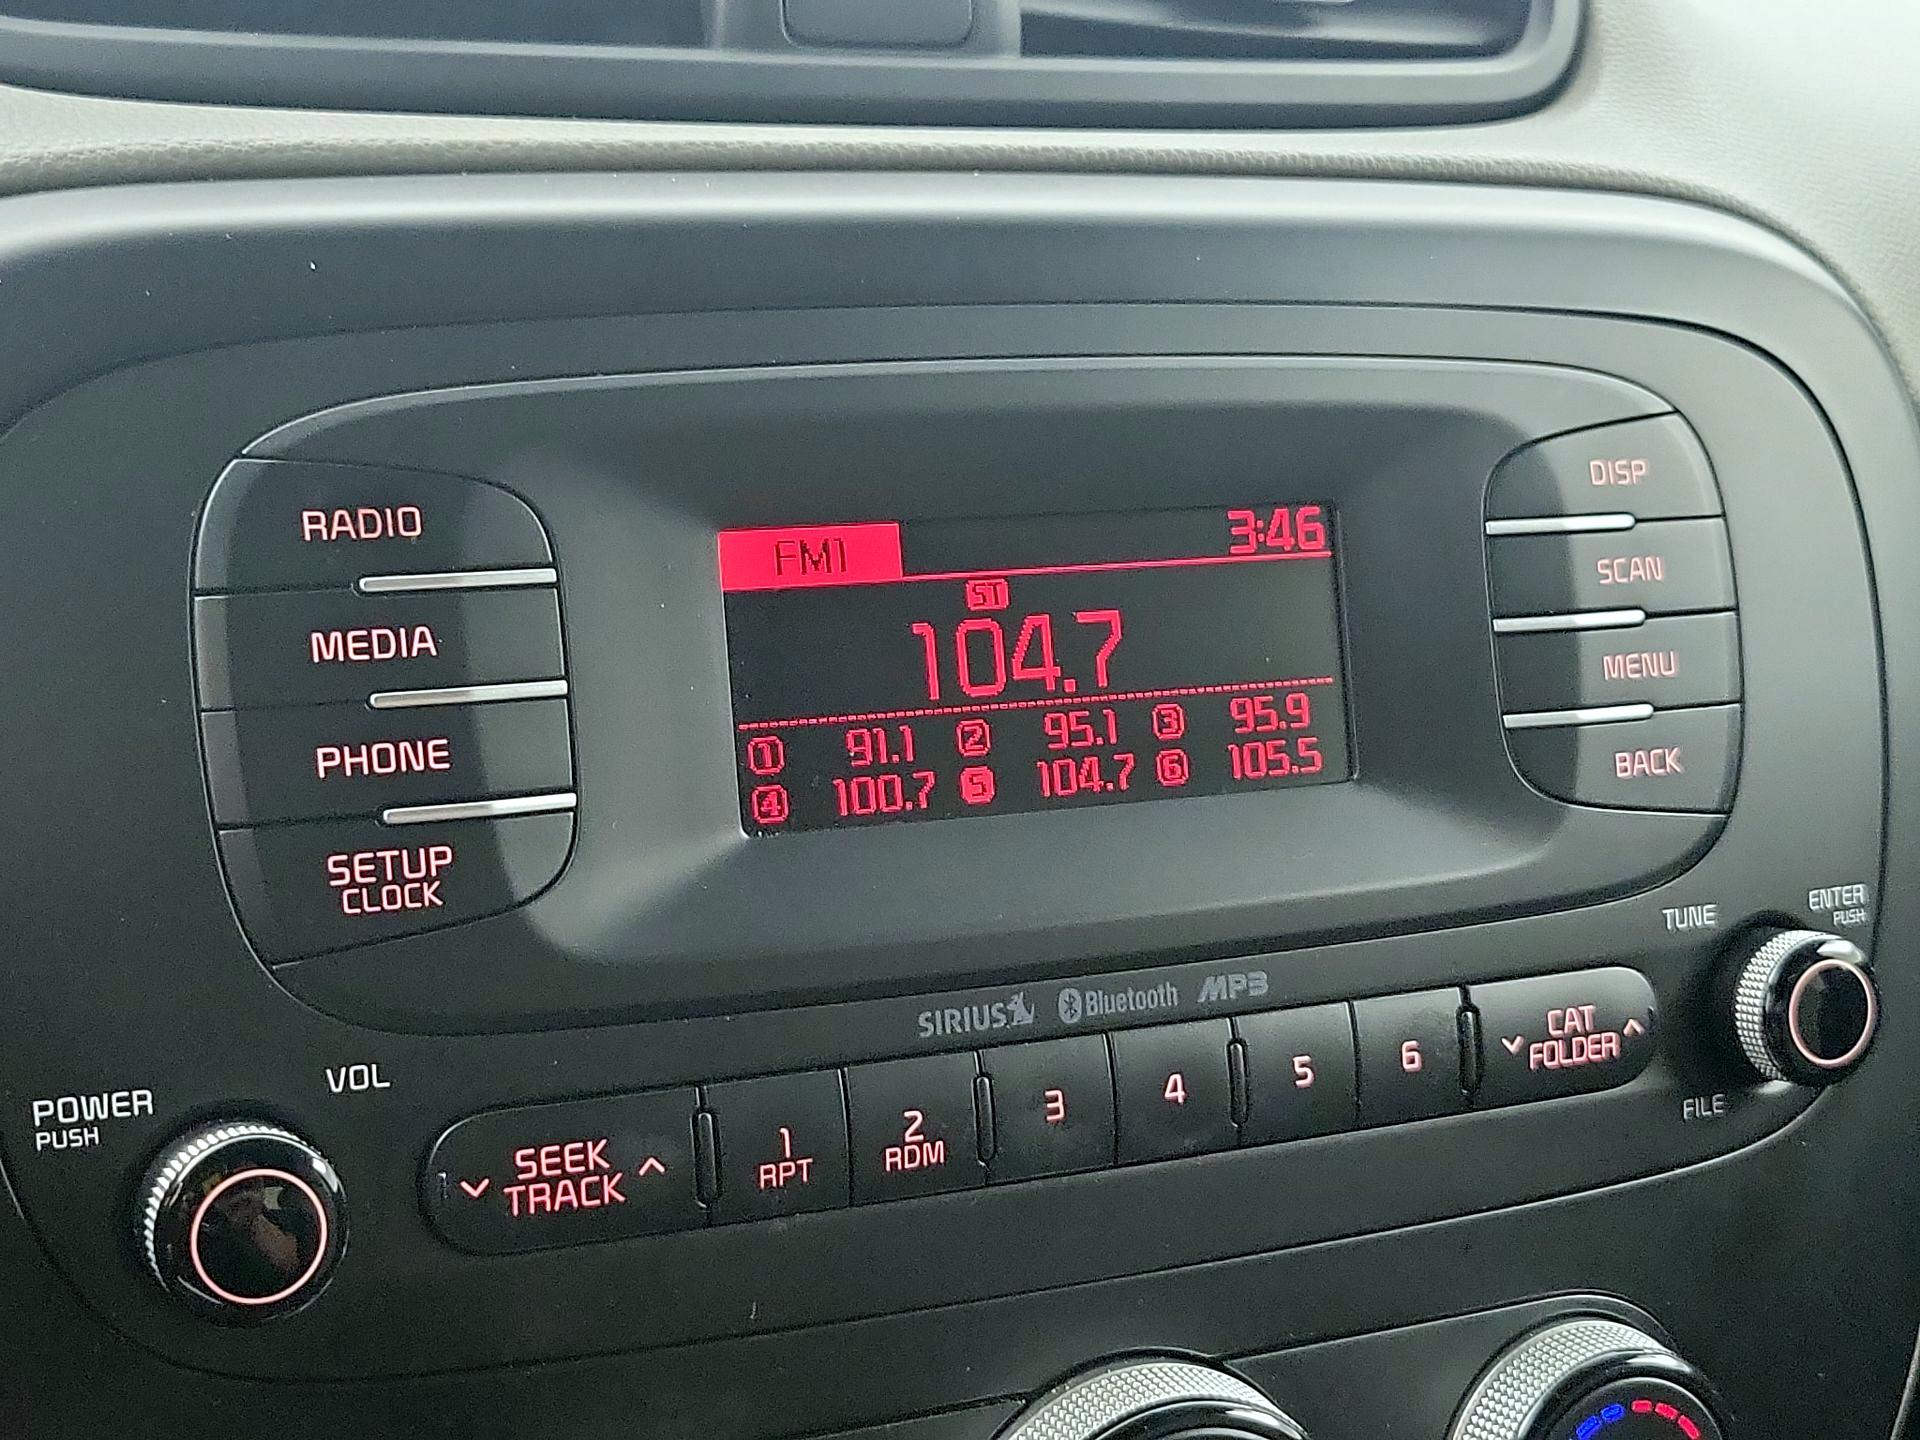 RADIO
MEDIA
PHONE
SETUP
CLOCK
FM1 3:46
ST
104.7
1 91.1 2 95.1 3 95.9
4 100.7 5 104.7 6 105.5
DISP
SCAN
MENU
BACK
TUNE
ENTER
PUSH
FILE
SIRIUS Bluetooth MP3
POWER
PUSH
VOL
SEEK
TRACK
1
RPT
2
RDM
3
4
5
6
CAT
FOLDER